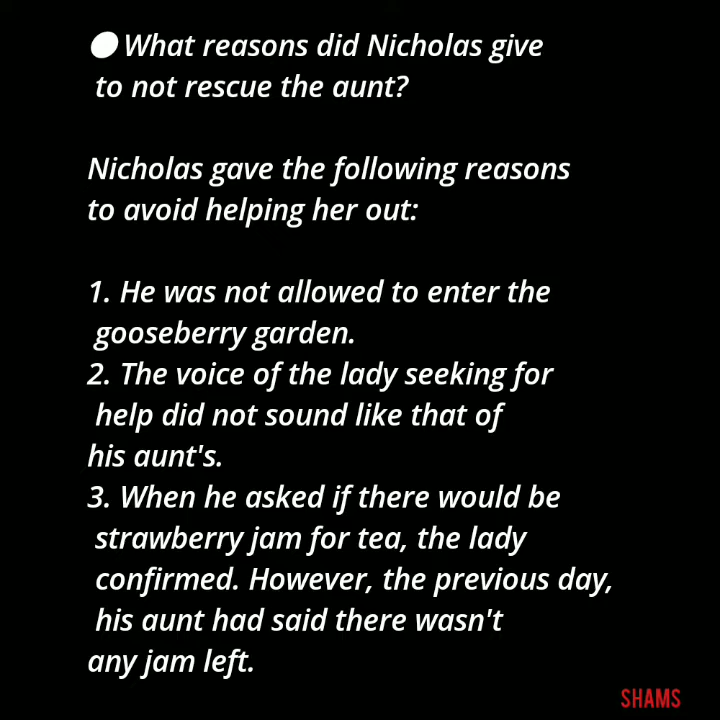 ● What reasons did Nicholas give
to not rescue the aunt?
Nicholas gave the following reasons
to avoid helping her out:
1. He was not allowed to enter the
gooseberry garden.
2. The voice of the lady seeking for
help did not sound like that of
his aunt's.
3. When he asked if there would be
strawberry jam for tea, the lady
confirmed. However, the previous day,
his aunt had said there wasn't
any jam left.
SHAMS